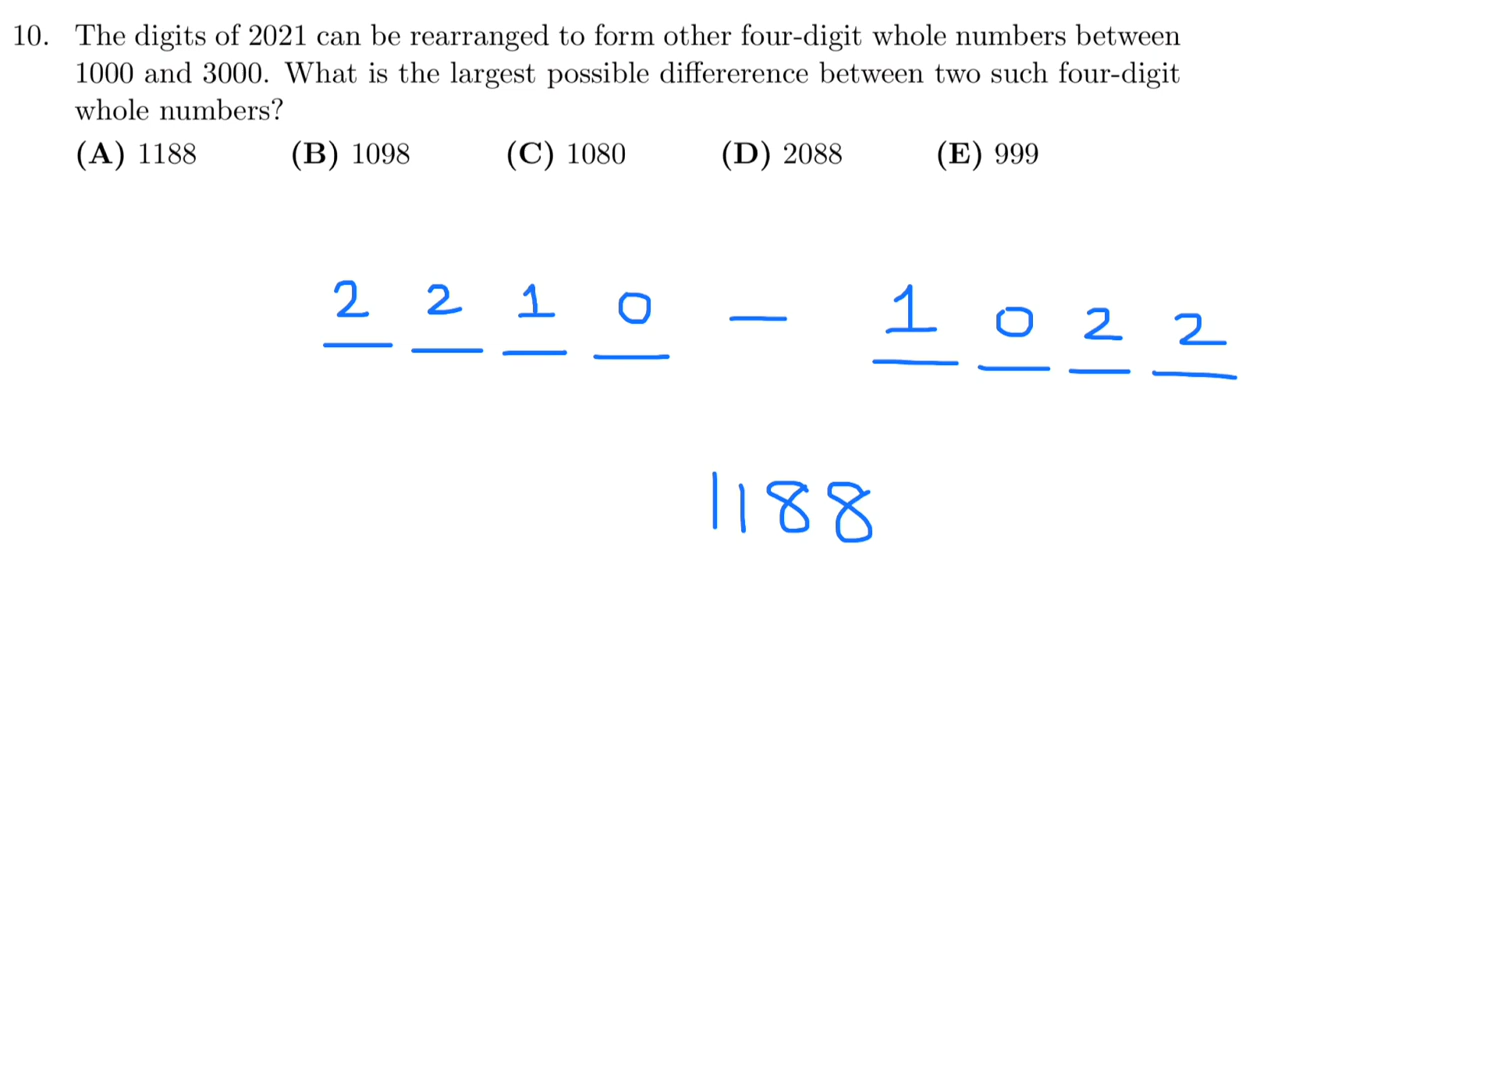 10. The digits of 2021 can be rearranged to form other four-digit whole numbers between
1000 and 3000. What is the largest possible differerence between two such four-digit
whole numbers?
(A) 1188 (B) 1098 (C) 1080 (D) 2088 (E) 999
2 2 1 0 — 1 0 2 2
1188